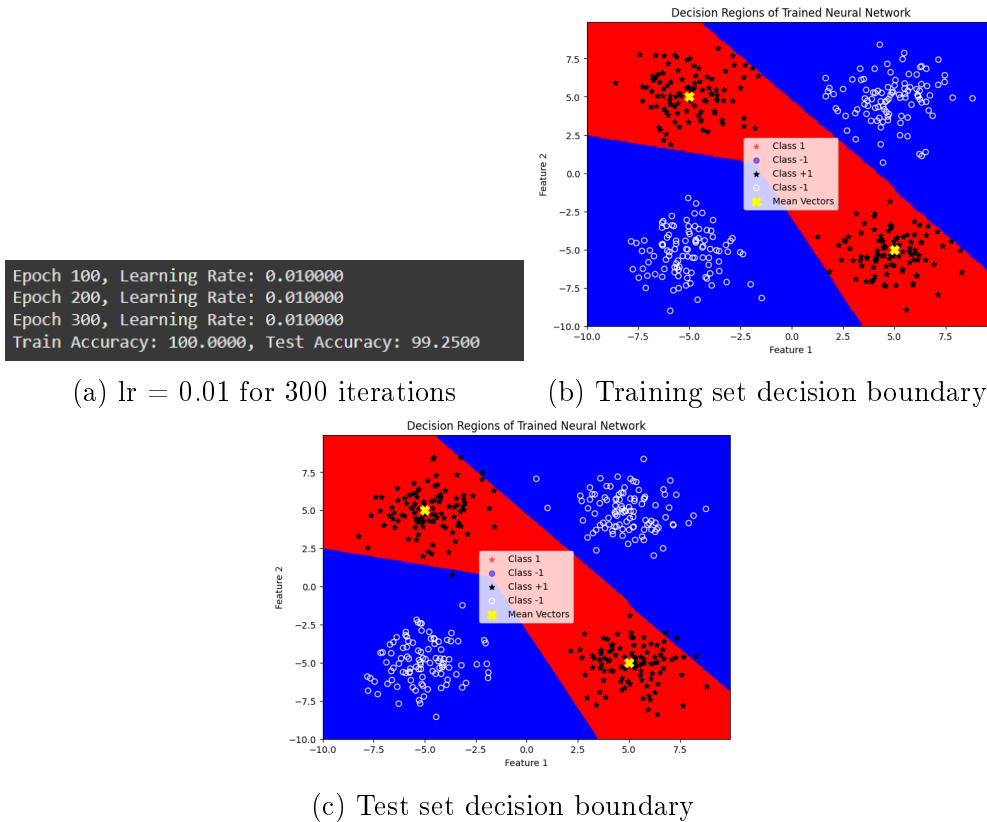 Decision Regions of Trained Neural Network
7.5
5.0
2.5
0.0
−2.5
−5.0
−7.5
−10.0
Feature 2
Class 1
Class -1
Class +1
Class -1
Mean Vectors
−10.0 −7.5 −5.0 −2.5 0.0 2.5 5.0 7.5
Feature 1
Epoch 100, Learning Rate: 0.010000
Epoch 200, Learning Rate: 0.010000
Epoch 300, Learning Rate: 0.010000
Train Accuracy: 100.0000, Test Accuracy: 99.2500
(a) lr = 0.01 for 300 iterations
(b) Training set decision boundary
Decision Regions of Trained Neural Network
7.5
5.0
2.5
0.0
−2.5
−5.0
−7.5
−10.0
Feature 2
Class 1
Class -1
Class +1
Class -1
Mean Vectors
−10.0 −7.5 −5.0 −2.5 0.0 2.5 5.0 7.5
Feature 1
(c) Test set decision boundary